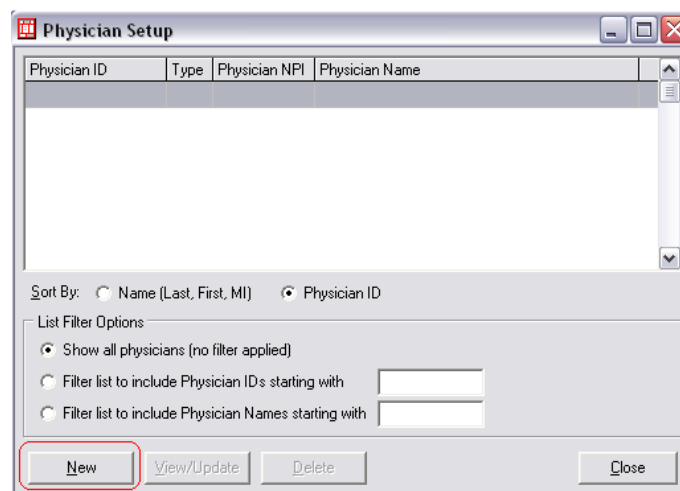 Physician Setup
Physician ID Type Physician NPI Physician Name
Sort By: Name (Last, First, MI) Physician ID
List Filter Options
Show all physicians (no filter applied)
Filter list to include Physician IDs starting with
Filter list to include Physician Names starting with
New View/Update Delete Close